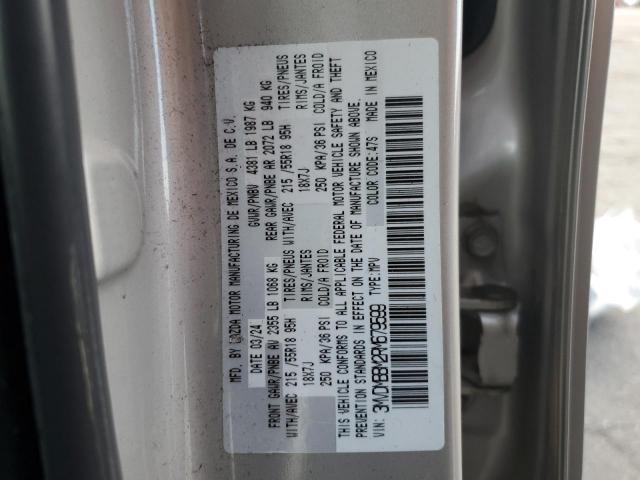 MFD. BY MAZDA MOTOR MANUFACTURING DE MEXICO S.A. DE C.V.
DATE 03/24 GVWR/PNBV 4381 LB 1987 KG
FRONT GAWR/PNBE AV 2355 LB 1068 KG REAR GAWR/PNBE AR 2072 LB 940 KG
WITH/AVEC 215 /55R18 95H TIRES/PNEUS WITH/AVEC 215 /55R18 95H TIRES/PNEUS
18X7J RIMS/JANTES 18X7J RIMS/JANTES
250 KPA/36 PSI COLD/A FROID 250 KPA/36 PSI COLD/A FROID
THIS VEHICLE CONFORMS TO ALL APPLICABLE FEDERAL MOTOR VEHICLE SAFETY AND THEFT
PREVENTION STANDARDS IN EFFECT ON THE DATE OF MANUFACTURE SHOWN ABOVE.
COLOR CODE: 47S MADE IN MEXICO
VIN: 3MVDMBBM2RM679599 TYPE: MPV